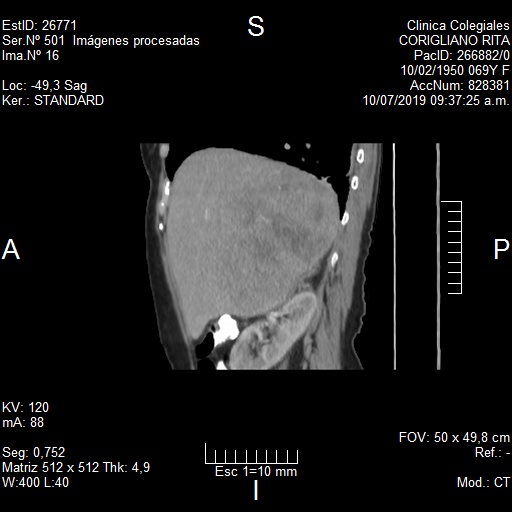 EstID: 26771
Ser.Nº 501  Imágenes procesadas
Ima.Nº 16
Loc: -49,3 Sag
Ker.: STANDARD
S
Clinica Colegiales
CORIGLIANO RITA
PacID: 266882/0
10/02/1950 069Y F
AccNum: 828381
10/07/2019 09:37:25 a.m.
A
P
KV: 120
mA: 88
Seg: 0,752
Matriz 512 x 512 Thk: 4,9
W:400 L:40
Esc 1=10 mm
I
FOV: 50 x 49,8 cm
Ref.: -
Mod.: CT